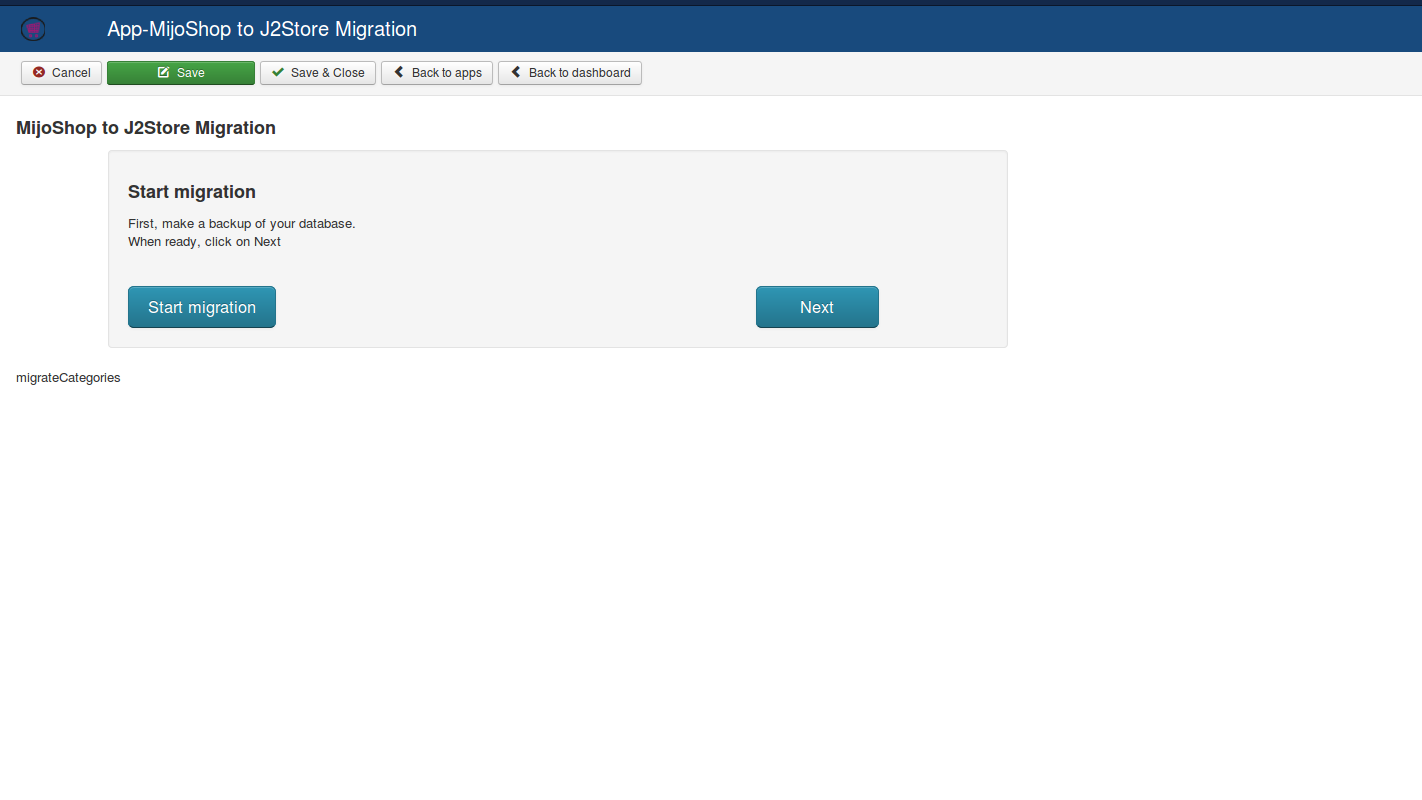 App-MijoShop to J2Store Migration
Cancel Save Save & Close Back to apps Back to dashboard
MijoShop to J2Store Migration
Start migration
First, make a backup of your database.
When ready, click on Next
Start migration Next
migrateCategories